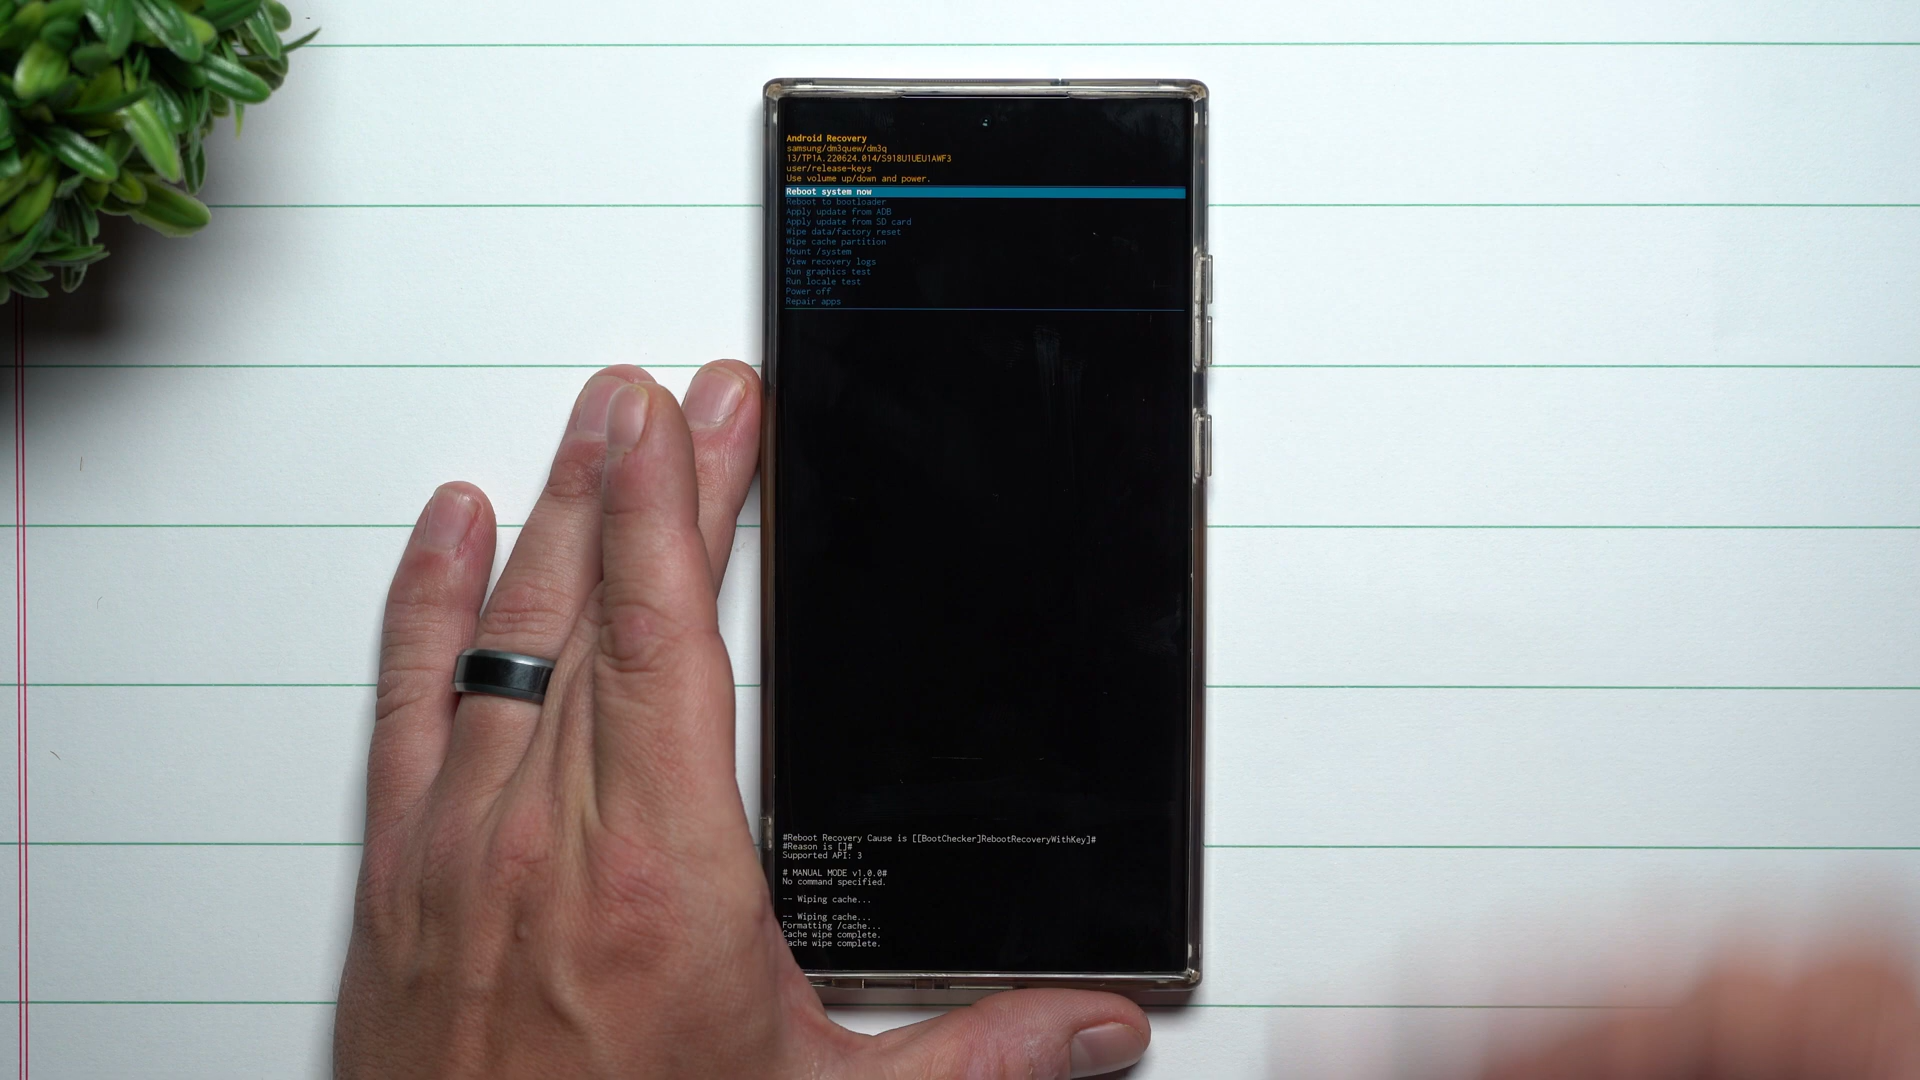 Android Recovery
samsung/dm3quew/dm3q
13/TP1A.220624.014/S918U1UEU1AWF3
user/release-keys
Use volume up/down and power.
Reboot system now
Reboot to bootloader
Apply update from ADB
Apply update from SD card
Wipe data/factory reset
Wipe cache partition
Mount /system
View recovery logs
Run graphics test
Run locale test
Power off
Repair apps
#Reboot Recovery Cause is [[BootChecker]RebootRecoveryWithKey]#
#Reason is []#
Supported API: 3
# MANUAL MODE v1.0.0#
No command specified.
-- Wiping cache...
-- Wiping cache...
Formatting /cache...
Cache wipe complete.
Cache wipe complete.